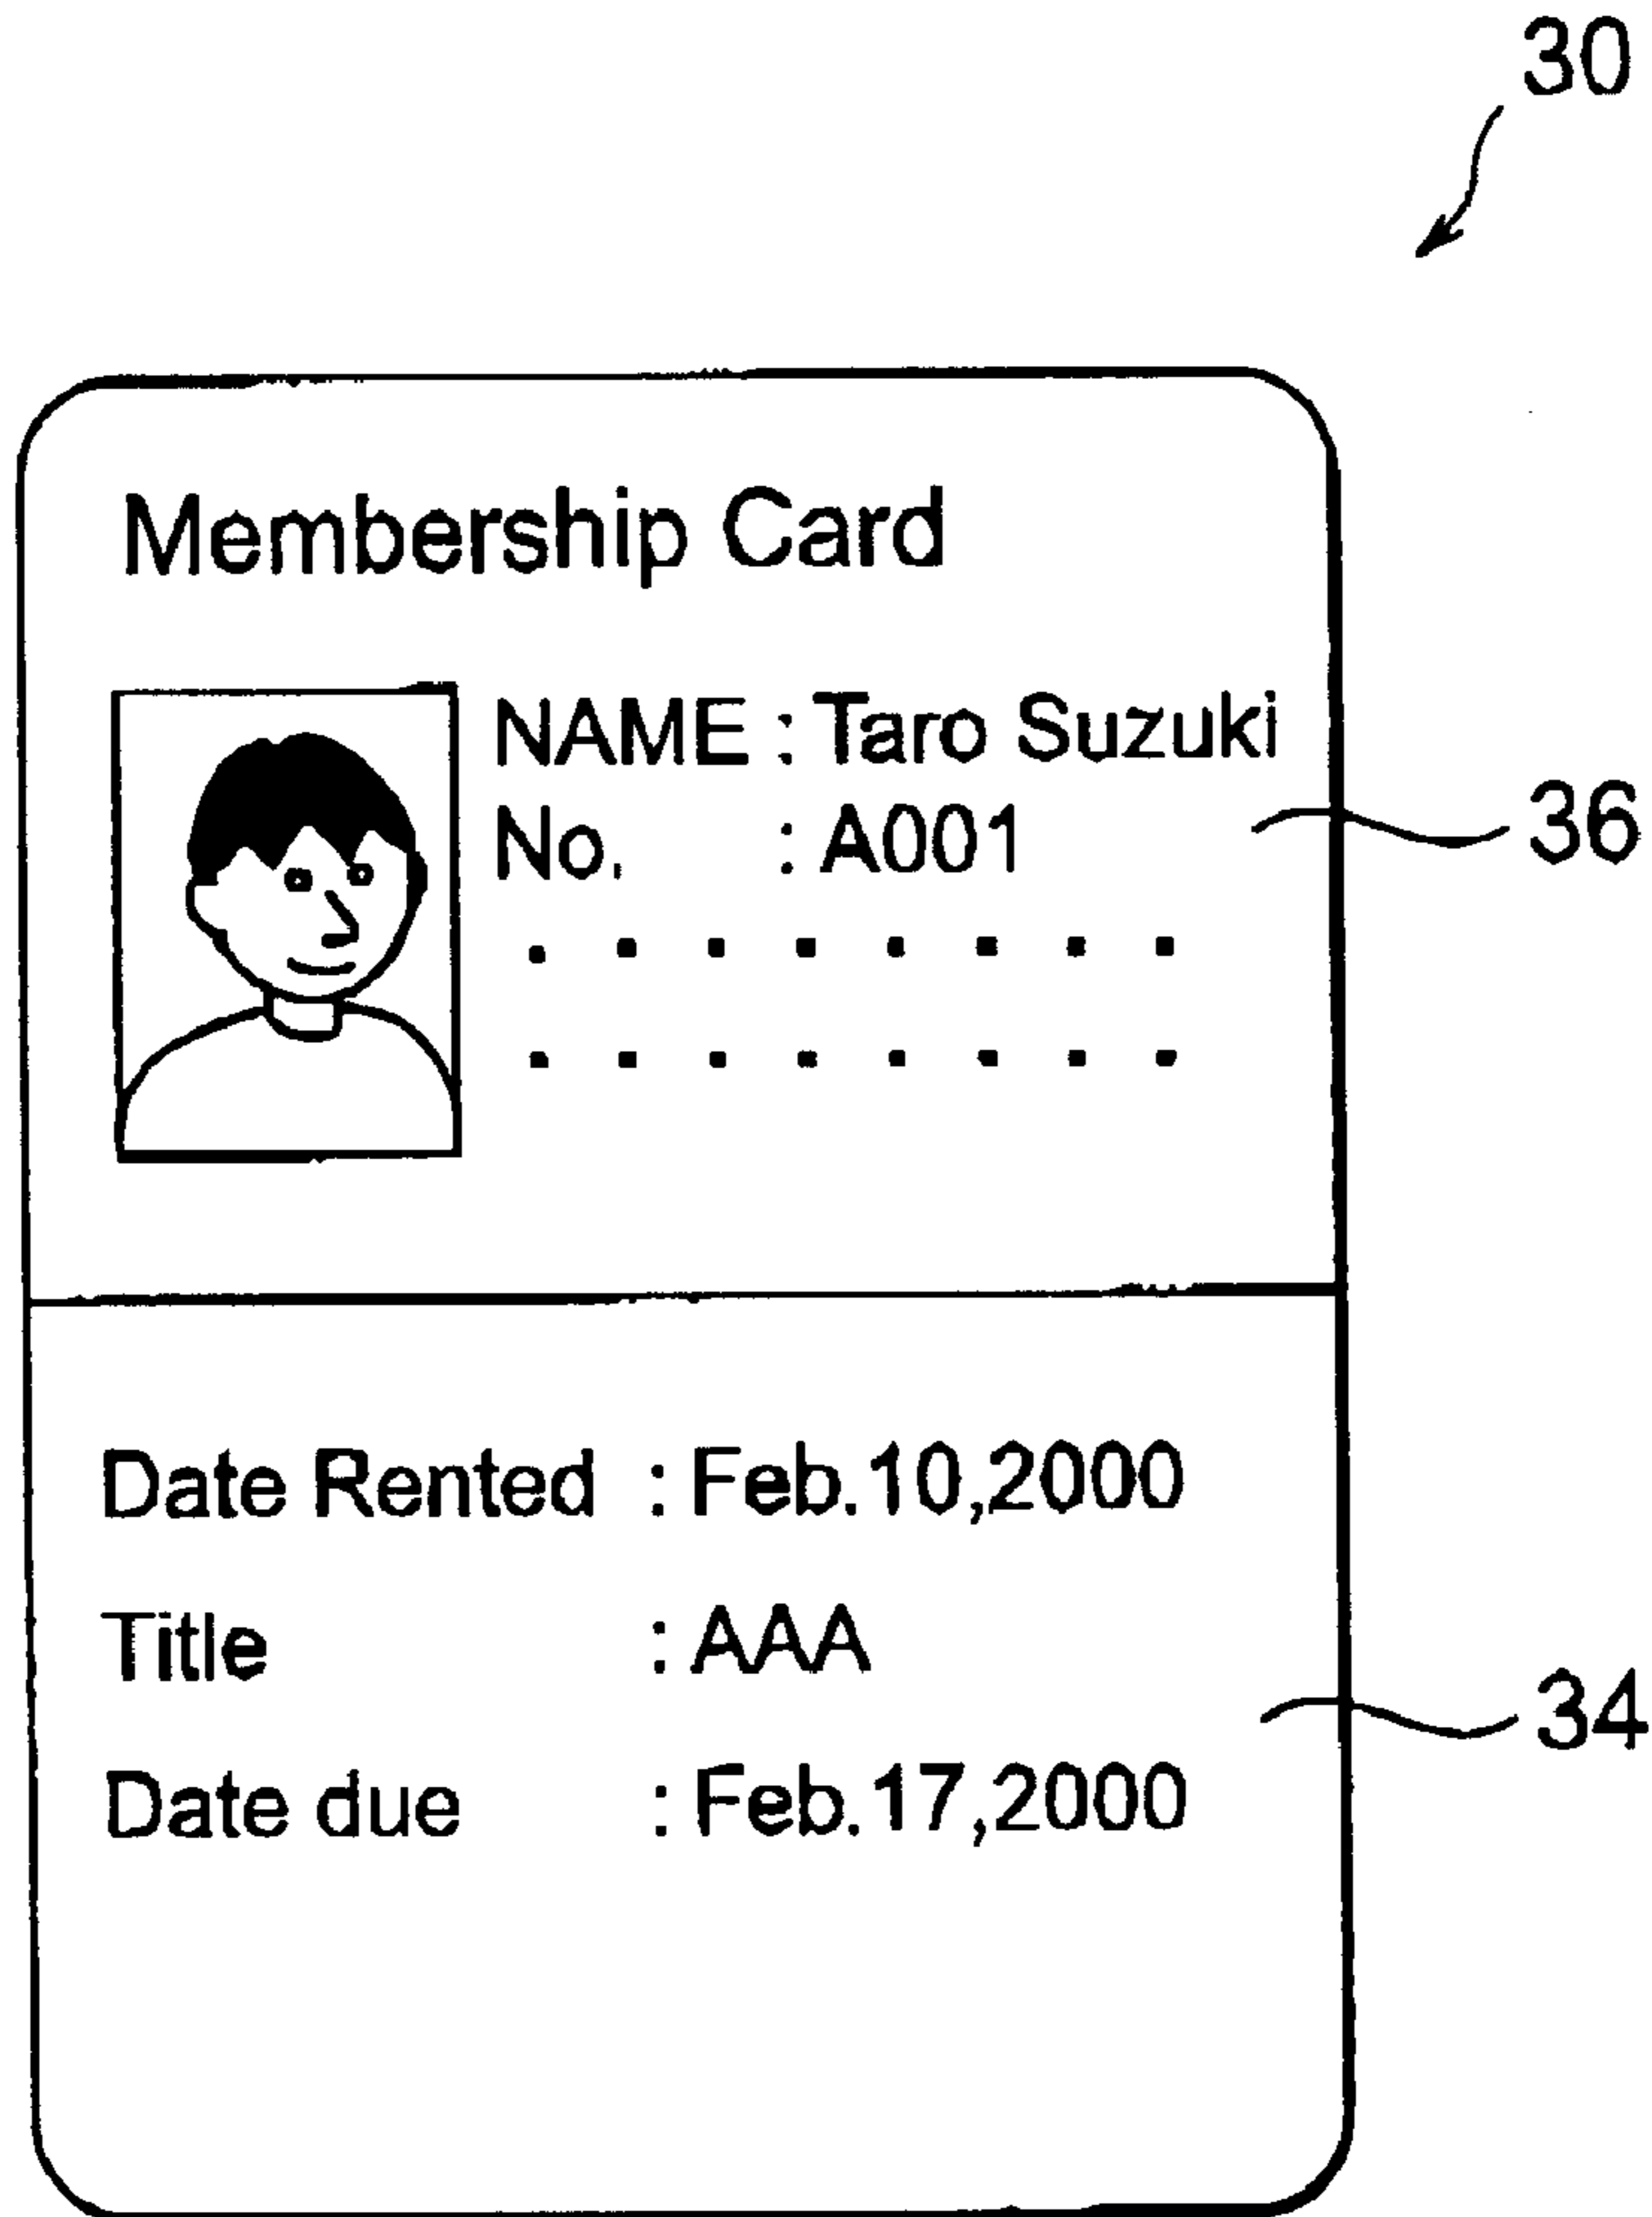 30
Membership Card
NAME : Taro Suzuki
No. : A001
36
. . . . . . . .
. . . . . . . .
Date Rented : Feb.10,2000
Title : AAA
34
Date due : Feb.17,2000